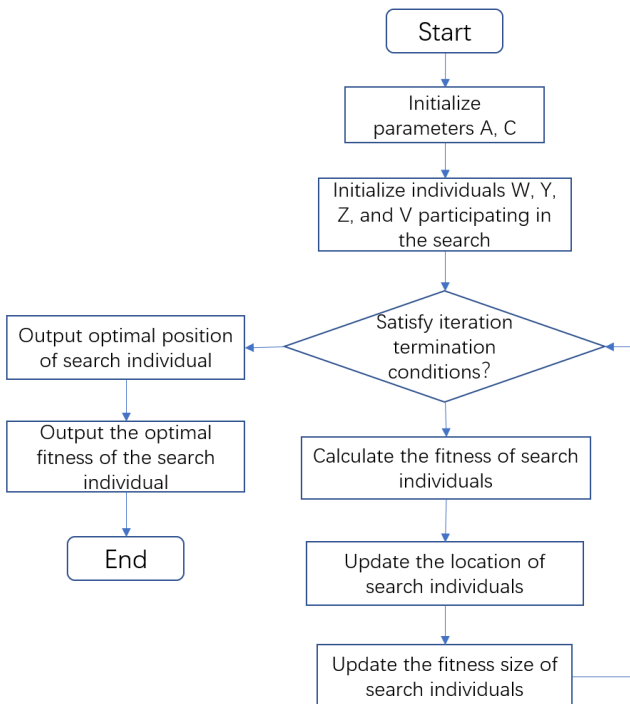 Start
Initialize
parameters A, C
Initialize individuals W, Y,
Z, and V participating in
the search
Satisfy iteration
termination
conditions?
Output optimal position
of search individual
Output the optimal
fitness of the search
individual
End
Calculate the fitness of search
individuals
Update the location of
search individuals
Update the fitness size of
search individuals